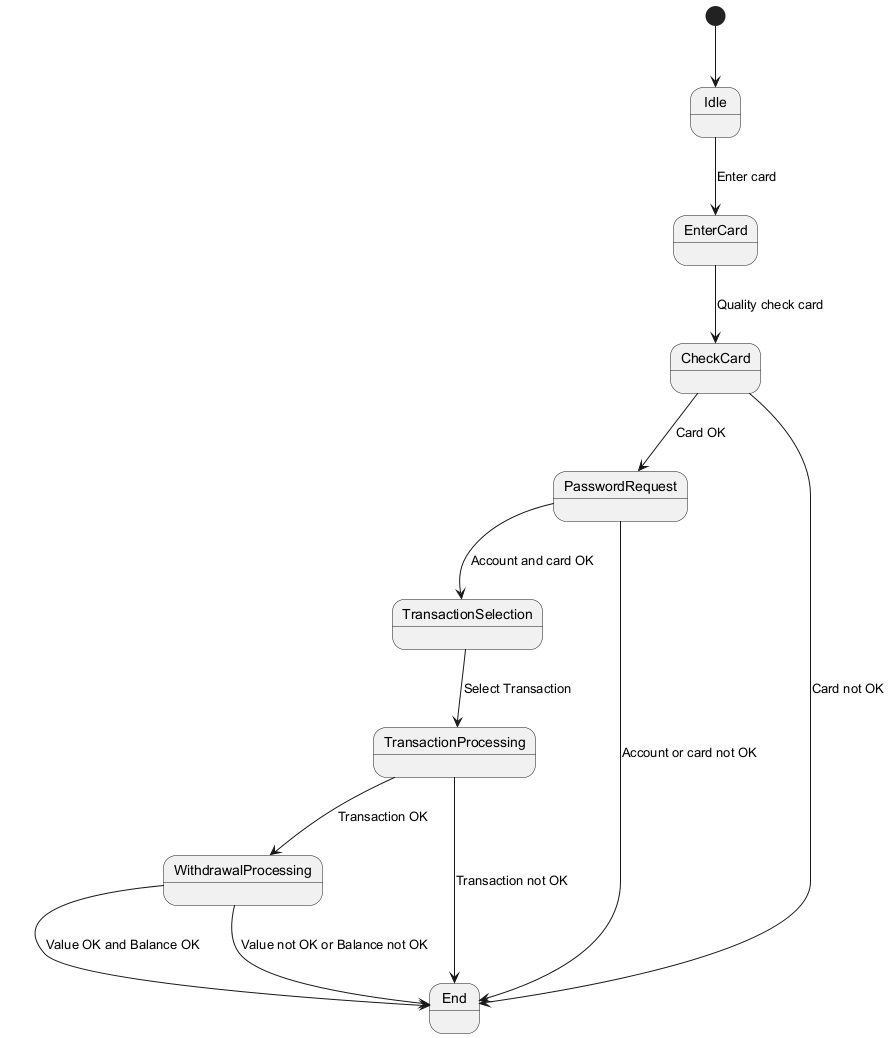 Idle
Enter card
EnterCard
Quality check card
CheckCard
Card OK
PasswordRequest
Account and card OK
TransactionSelection
Select Transaction
Card not OK
TransactionProcessing
Account or card not OK
Transaction OK
WithdrawalProcessing
Transaction not OK
Value OK and Balance OK
Value not OK or Balance not OK
End